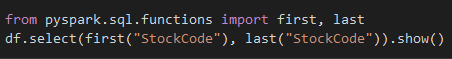 from pyspark.sql.functions import first, last
df.select(first("StockCode"), last("StockCode")).show()